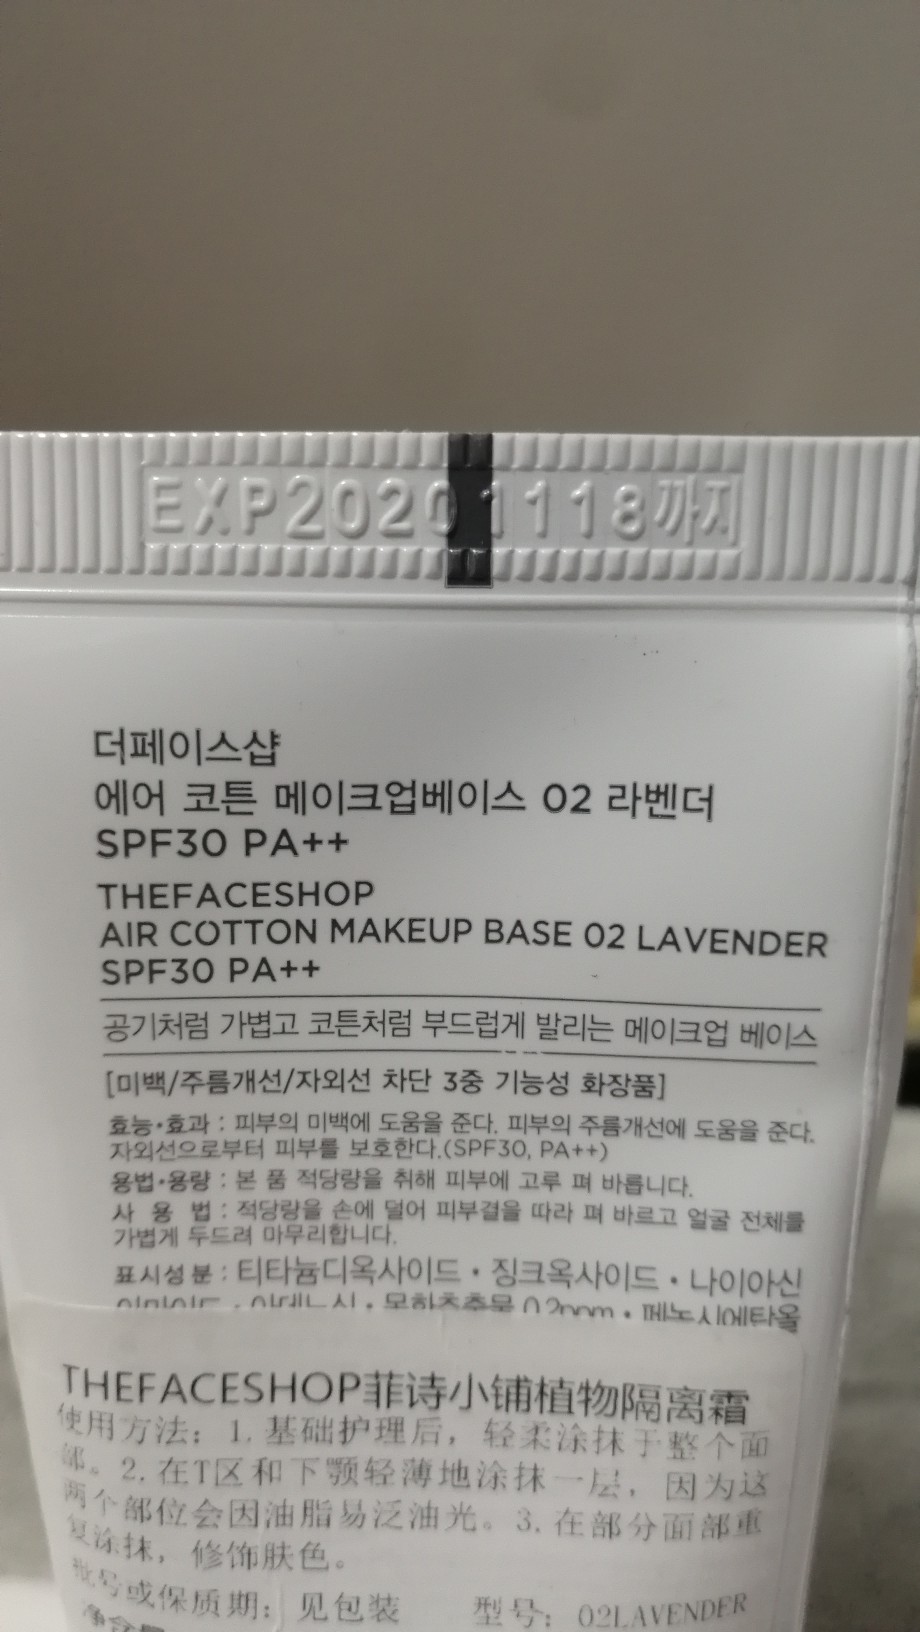 EXP20201118까지
더페이스샵
에어 코튼 메이크업베이스 02 라벤더
SPF30 PA++
THEFACESHOP
AIR COTTON MAKEUP BASE 02 LAVENDER
SPF30 PA++
공기처럼 가볍고 코튼처럼 부드럽게 발리는 메이크업 베이스
[미백/주름개선/자외선 차단 3중 기능성 화장품]
효능•효과 : 피부의 미백에 도움을 준다. 피부의 주름개선에 도움을 준다.
자외선으로부터 피부를 보호한다.(SPF30, PA++)
용법•용량 : 본 품 적당량을 취해 피부에 고루 펴 바릅니다.
사 용 법 : 적당량을 손에 덜어 피부결을 따라 펴 바르고 얼굴 전체를
가볍게 두드려 마무리합니다.
표시성분 : 티타늄디옥사이드 • 징크옥사이드 • 나이아신
0.2ppm • 페녹시에탄올
THEFACESHOP菲诗小铺植物隔离霜
使用方法：1. 基础护理后，轻柔涂抹于整个面
部。2. 在T区和下颚轻薄地涂抹一层，因为这
两个部位会因油脂易泛油光。3. 在部分面部重
复涂抹，修饰肤色。
批号或保质期：见包装 型号：02LAVENDER